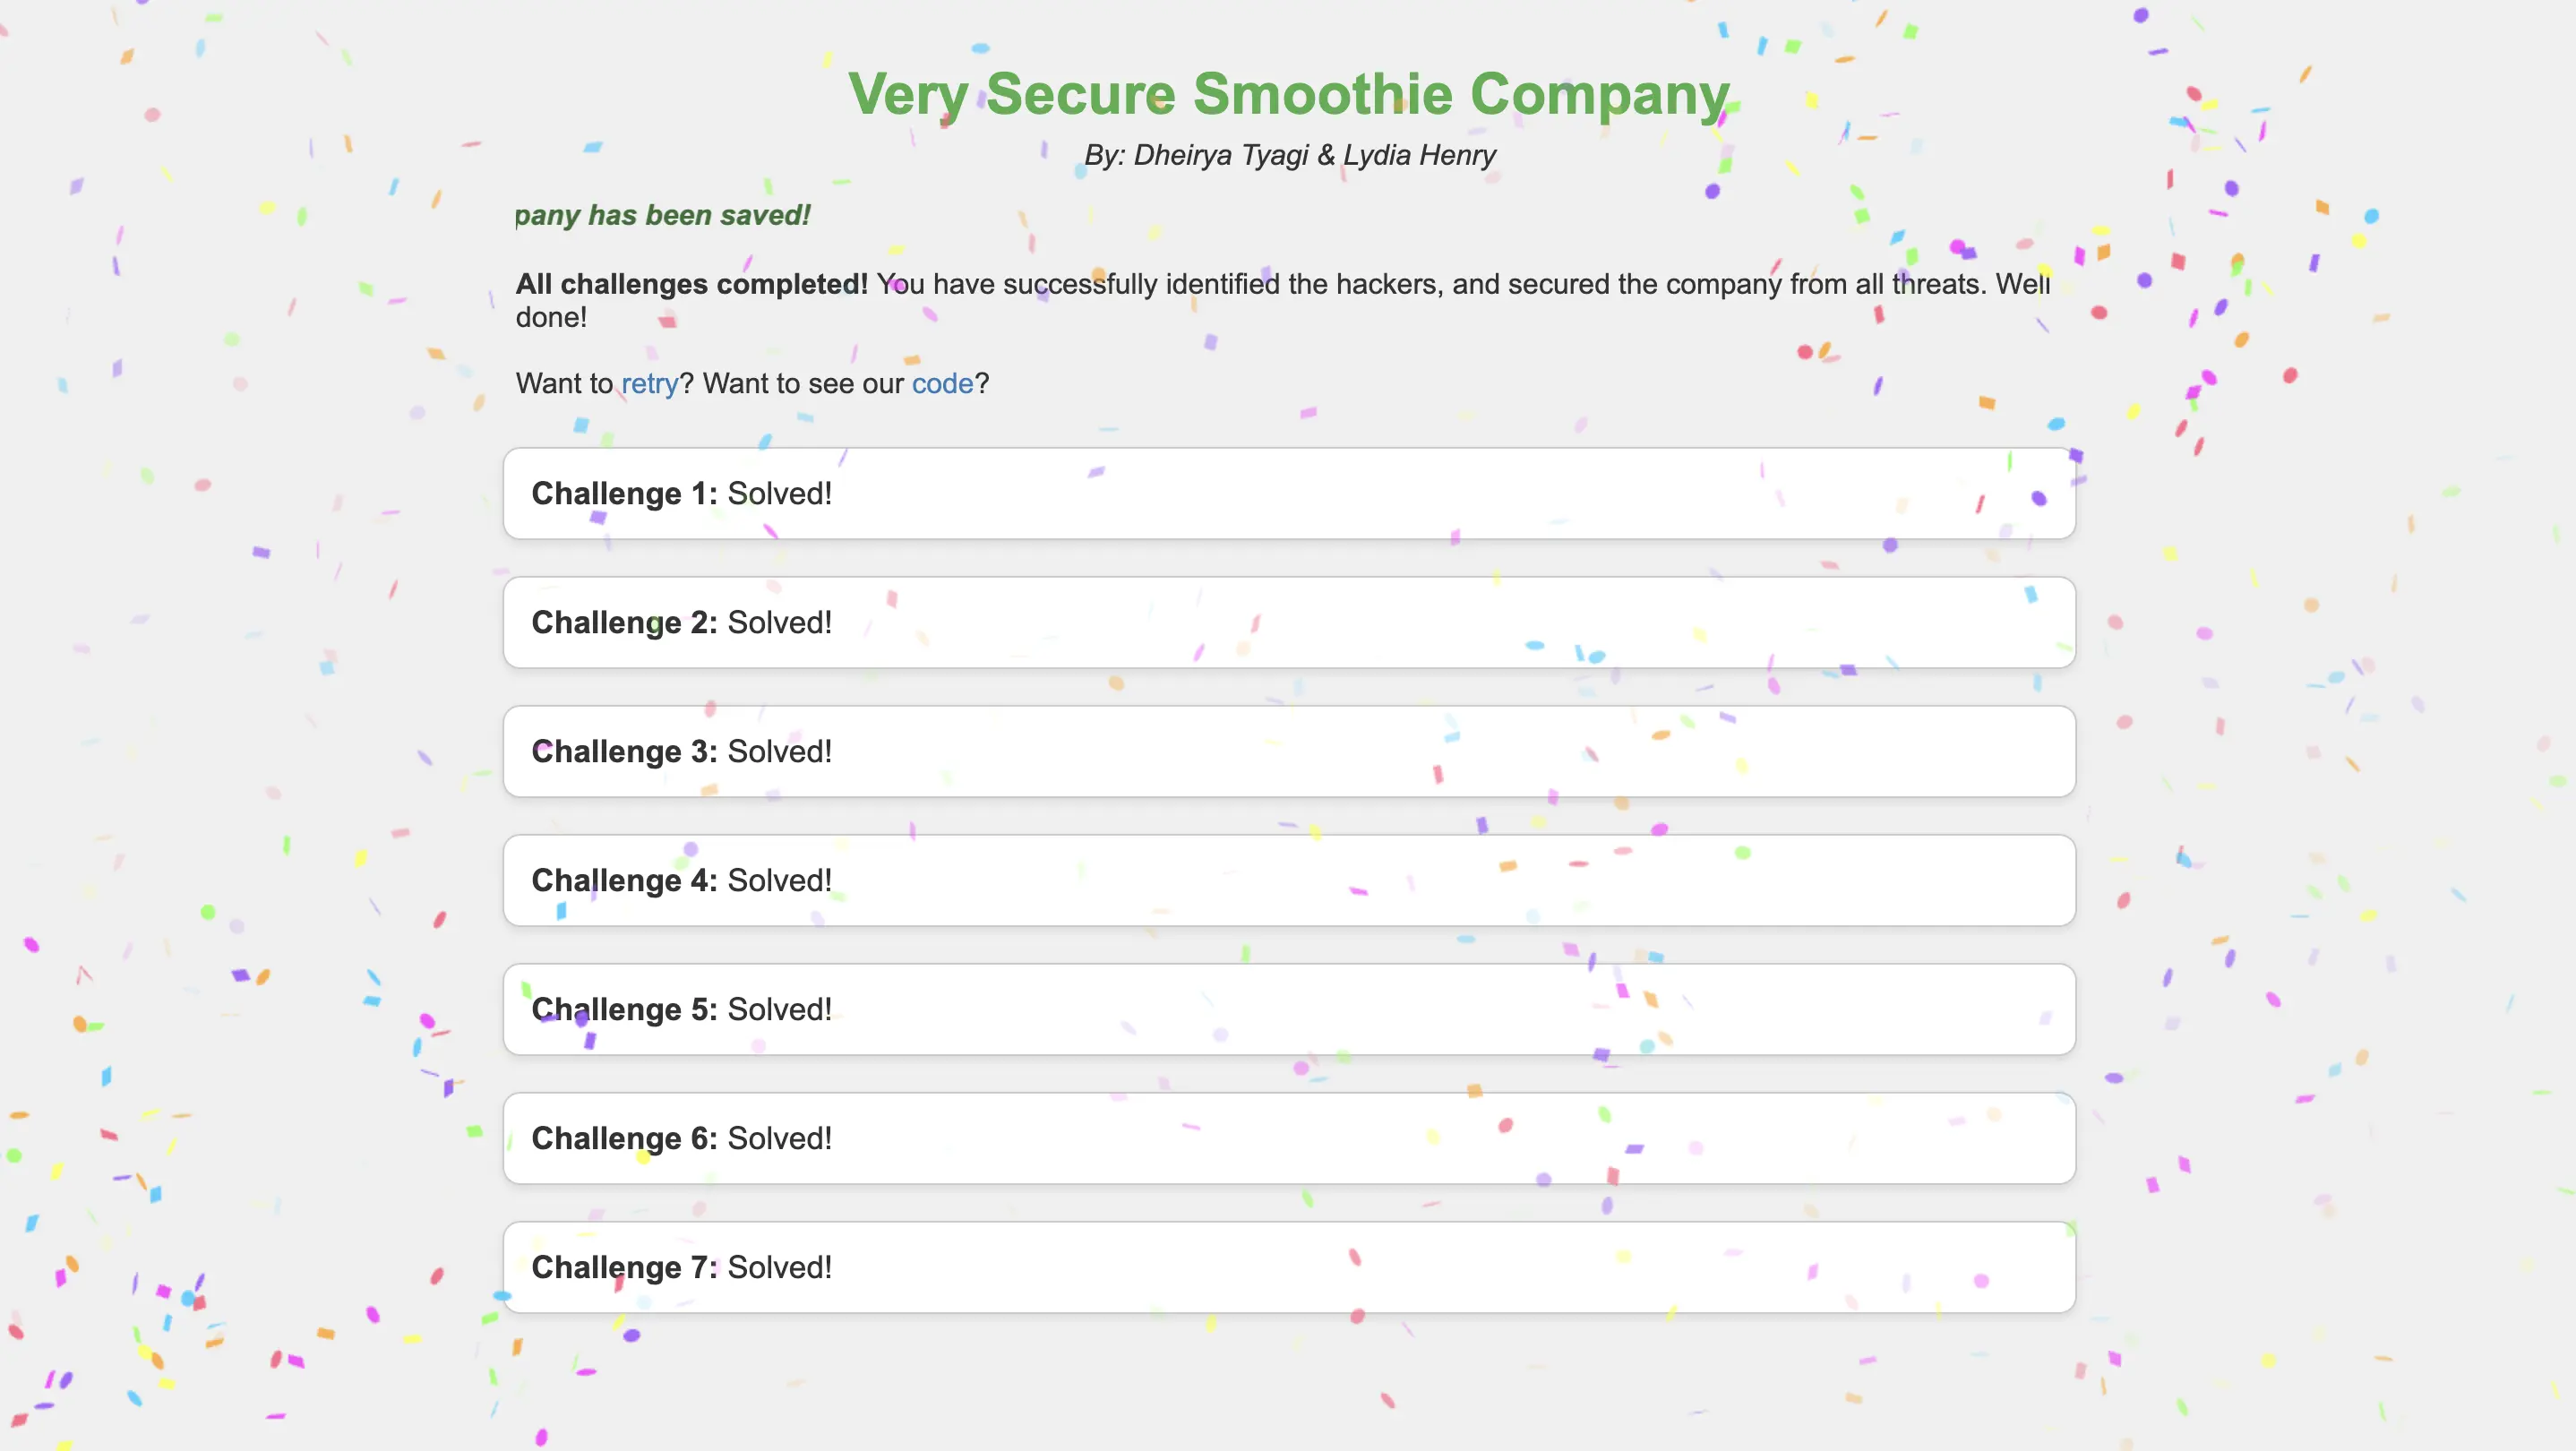 Very Secure Smoothie Company
By: Dheirya Tyagi & Lydia Henry
pany has been saved!
All challenges completed! You have successfully identified the hackers, and secured the company from all threats. Well
done!
Want to retry? Want to see our code?
Challenge 1: Solved!
Challenge 2: Solved!
Challenge 3: Solved!
Challenge 4: Solved!
Challenge 5: Solved!
Challenge 6: Solved!
Challenge 7: Solved!